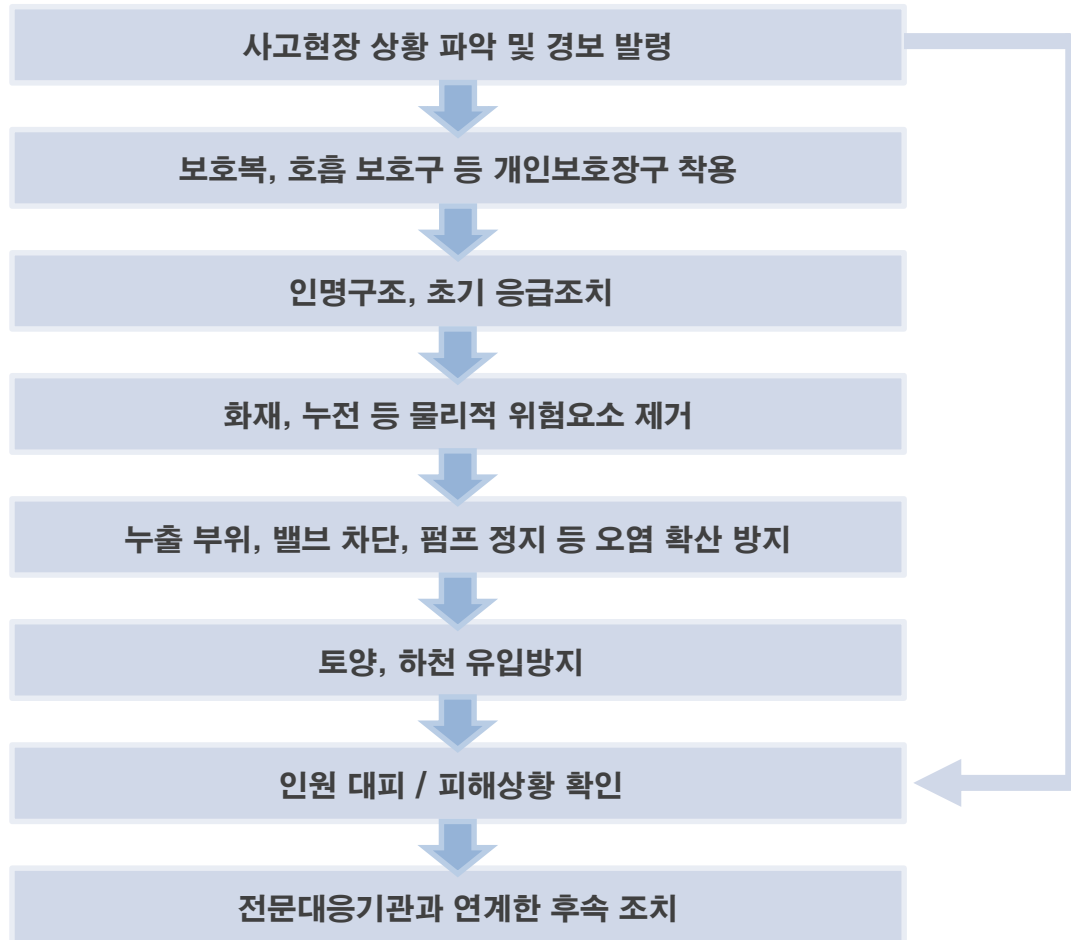 사고현장 상황 파악 및 경보 발령
보호복, 호흡 보호구 등 개인보호장구 착용
인명구조, 초기 응급조치
화재, 누전 등 물리적 위험요소 제거
누출 부위, 밸브 차단, 펌프 정지 등 오염 확산 방지
토양, 하천 유입방지
인원 대피 / 피해상황 확인
전문대응기관과 연계한 후속 조치